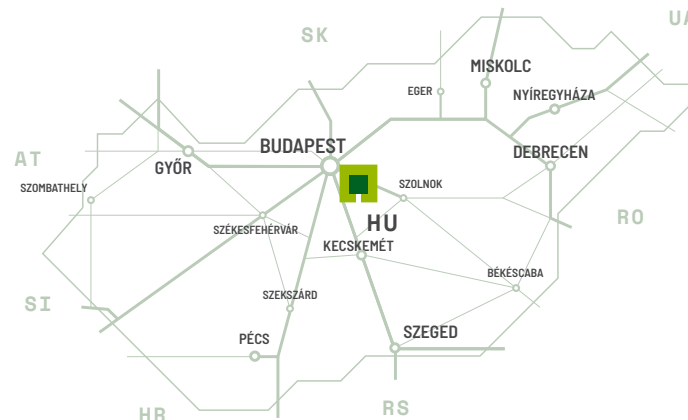 UA
SK
MISKOLC
EGER
NYÍREGYHÁZA
BUDAPEST
DEBRECEN
AT
GYŐR
SZOMBATHELY
SZOLNOK
RO
HU
SZÉKESFEHÉRVÁR
KECSKEMÉT
BÉKÉSCABA
SI
SZEKSZÁRD
SZEGED
PÉCS
RS
HR